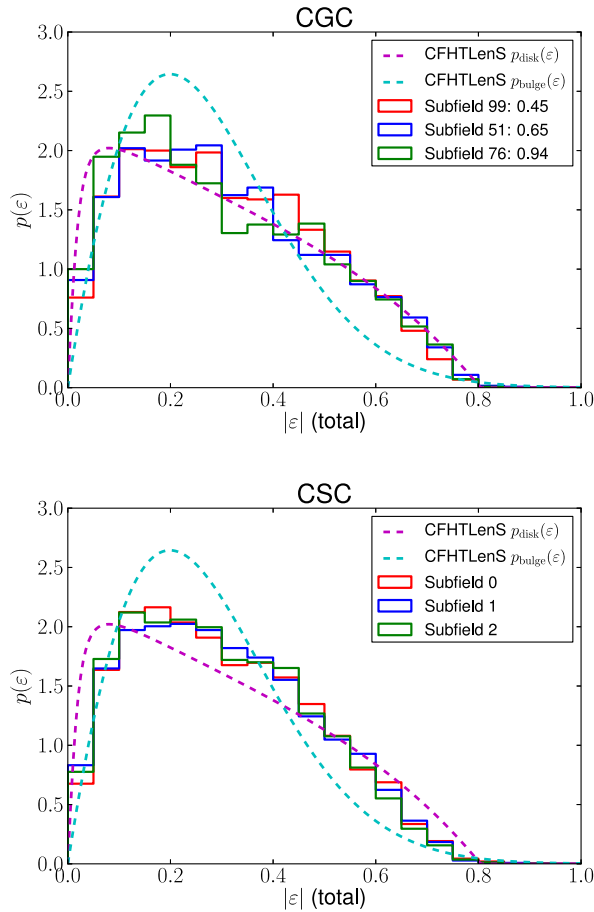 CGC
CFHTLenS p_disk(ε)
CFHTLenS p_bulge(ε)
Subfield 99: 0.45
Subfield 51: 0.65
Subfield 76: 0.94
3.0
2.5
2.0
1.5
1.0
0.5
0.0
p(ε)
0.0 0.2 0.4 0.6 0.8 1.0
|ε| (total)
CSC
CFHTLenS p_disk(ε)
CFHTLenS p_bulge(ε)
Subfield 0
Subfield 1
Subfield 2
3.0
2.5
2.0
1.5
1.0
0.5
0.0
p(ε)
0.0 0.2 0.4 0.6 0.8 1.0
|ε| (total)